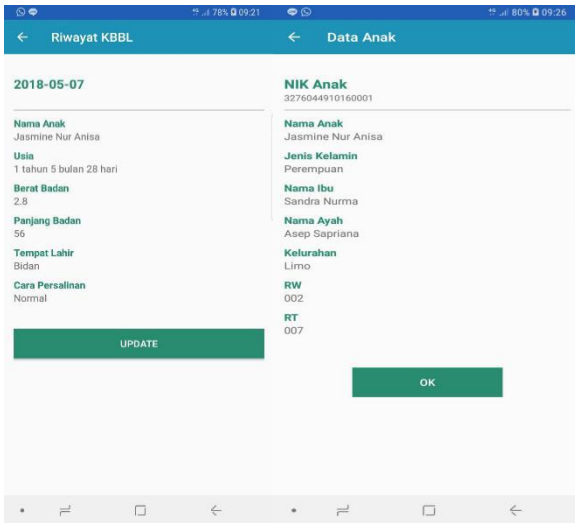 78% 09:21
Riwayat KBBL
2018-05-07
Nama Anak
Jasmine Nur Anisa
Usia
1 tahun 5 bulan 28 hari
Berat Badan
2.8
Panjang Badan
56
Tempat Lahir
Bidan
Cara Persalinan
Normal
UPDATE
80% 09:26
Data Anak
NIK Anak
3276044910160001
Nama Anak
Jasmine Nur Anisa
Jenis Kelamin
Perempuan
Nama Ibu
Sandra Nurma
Nama Ayah
Asep Sapriana
Kelurahan
Limo
RW
002
RT
007
OK